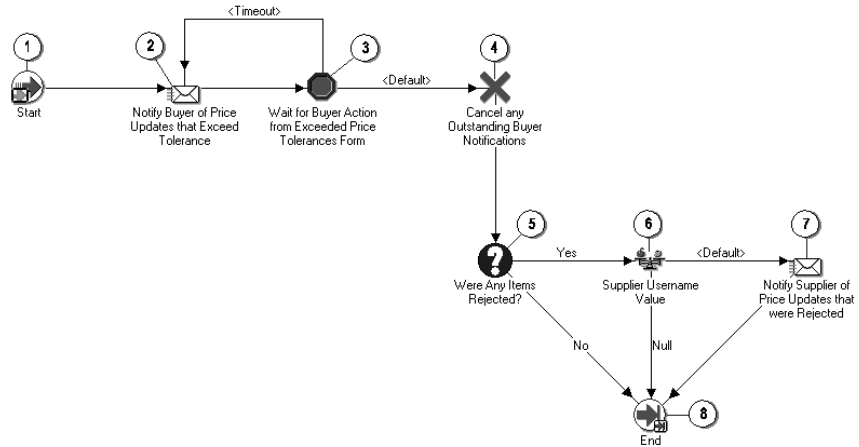 <Timeout>
1
2
3
4
<Default>
Start
Notify Buyer of Price
Updates that Exceed
Tolerance
Wait for Buyer Action
from Exceeded Price
Tolerances Form
Cancel any
Outstanding Buyer
Notifications
5
6
7
Yes
<Default>
Were Any Items
Rejected?
Supplier Username
Value
Notify Supplier of
Price Updates that
were Rejected
No
Null
8
End